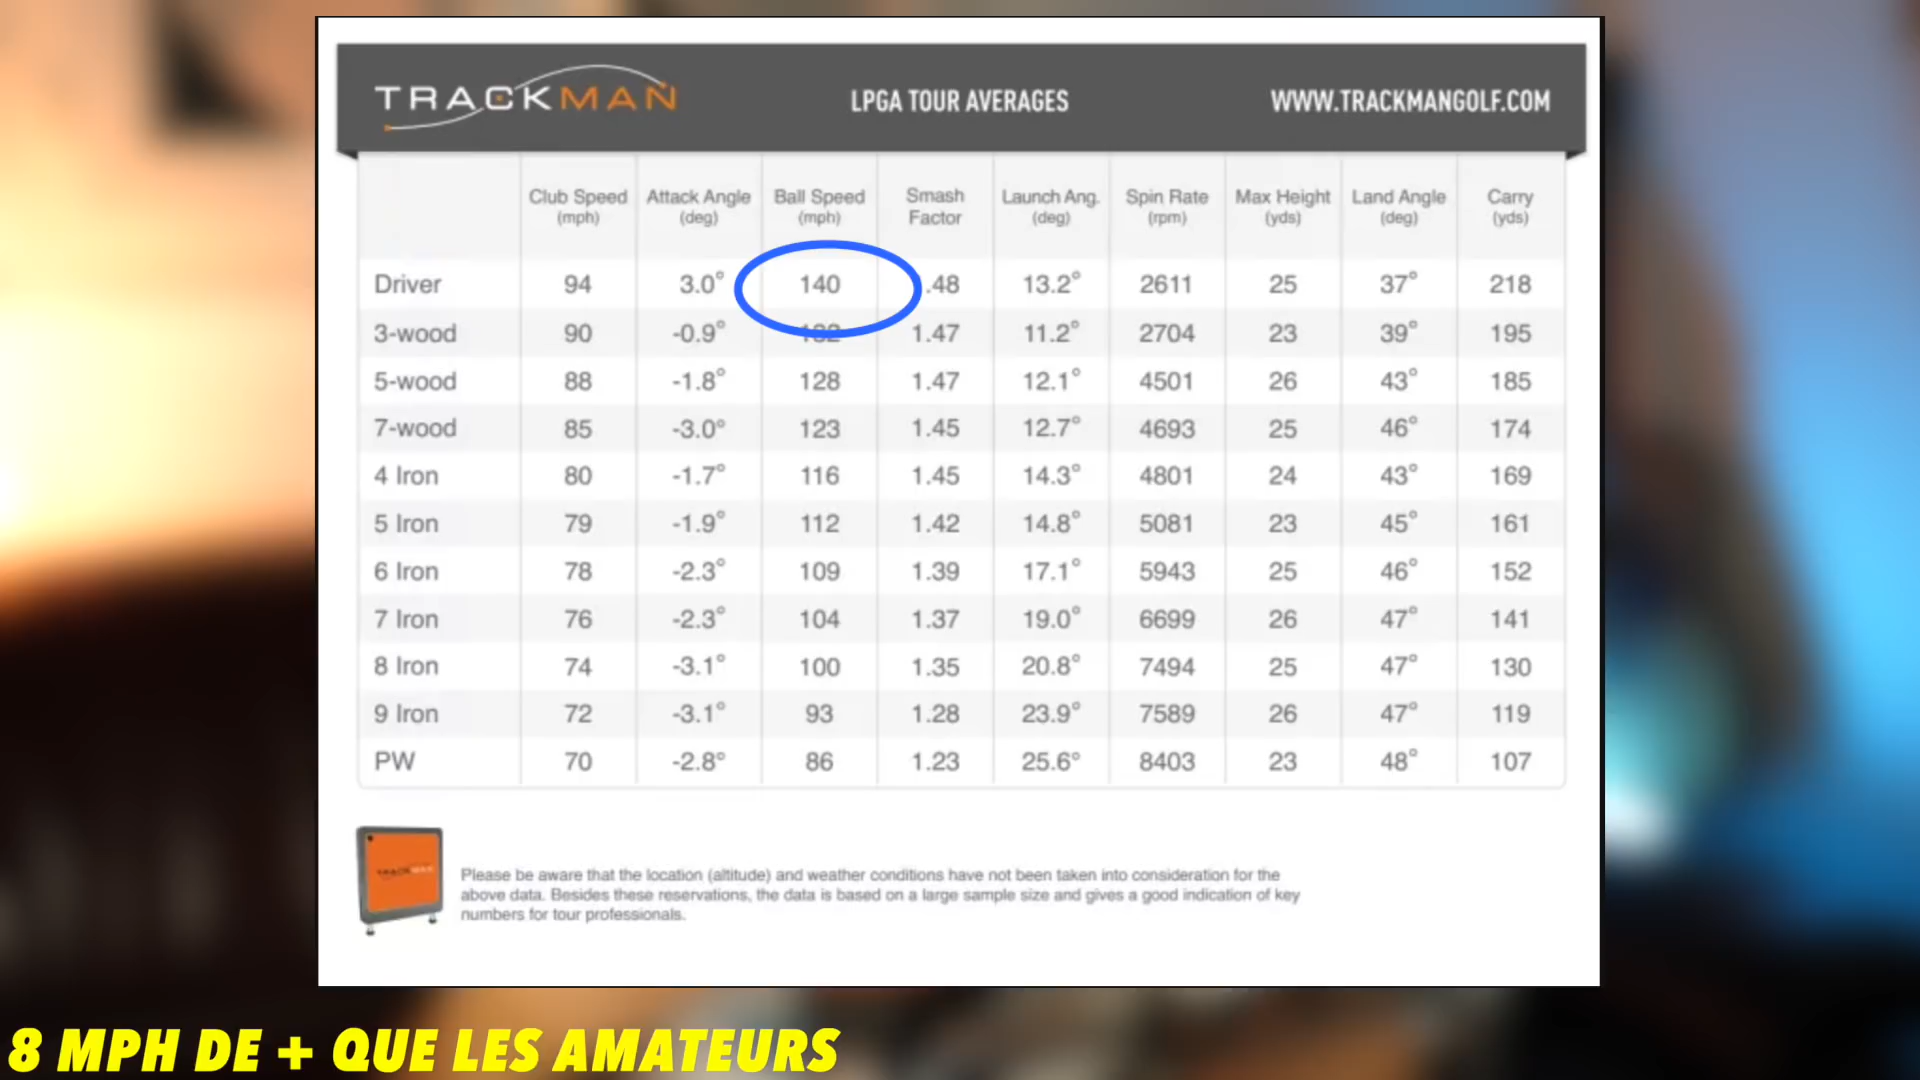 TRACKMAN LPGA TOUR AVERAGES WWW.TRACKMANGOLF.COM
Club Speed (mph) Attack Angle (deg) Ball Speed (mph) Smash Factor Launch Ang. (deg) Spin Rate (rpm) Max Height (yds) Land Angle (deg) Carry (yds)
Driver 94 3.0° 140 .48 13.2° 2611 25 37° 218
3-wood 90 -0.9° 1.47 11.2° 2704 23 39° 195
5-wood 88 -1.8° 128 1.47 12.1° 4501 26 43° 185
7-wood 85 -3.0° 123 1.45 12.7° 4693 25 46° 174
4 Iron 80 -1.7° 116 1.45 14.3° 4801 24 43° 169
5 Iron 79 -1.9° 112 1.42 14.8° 5081 23 45° 161
6 Iron 78 -2.3° 109 1.39 17.1° 5943 25 46° 152
7 Iron 76 -2.3° 104 1.37 19.0° 6699 26 47° 141
8 Iron 74 -3.1° 100 1.35 20.8° 7494 25 47° 130
9 Iron 72 -3.1° 93 1.28 23.9° 7589 26 47° 119
PW 70 -2.8° 86 1.23 25.6° 8403 23 48° 107
TRACKMAN
Please be aware that the location (altitude) and weather conditions have not been taken into consideration for the
above data. Besides these reservations, the data is based on a large sample size and gives a good indication of key
numbers for tour professionals.
8 MPH DE + QUE LES AMATEURS